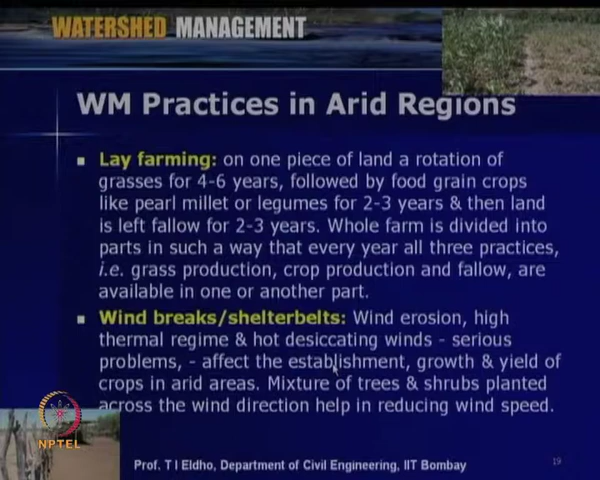 WATERSHED MANAGEMENT
WM Practices in Arid Regions
Lay farming: on one piece of land a rotation of
grasses for 4-6 years, followed by food grain crops
like pearl millet or legumes for 2-3 years & then land
is left fallow for 2-3 years. Whole farm is divided into
parts in such a way that every year all three practices,
i.e. grass production, crop production and fallow, are
available in one or another part.
Wind breaks/shelterbelts: Wind erosion, high
thermal regime & hot desiccating winds - serious
problems, - affect the establishment, growth & yield of
crops in arid areas. Mixture of trees & shrubs planted
across the wind direction help in reducing wind speed.
NPTEL
Prof. T I Eldho, Department of Civil Engineering, IIT Bombay
19